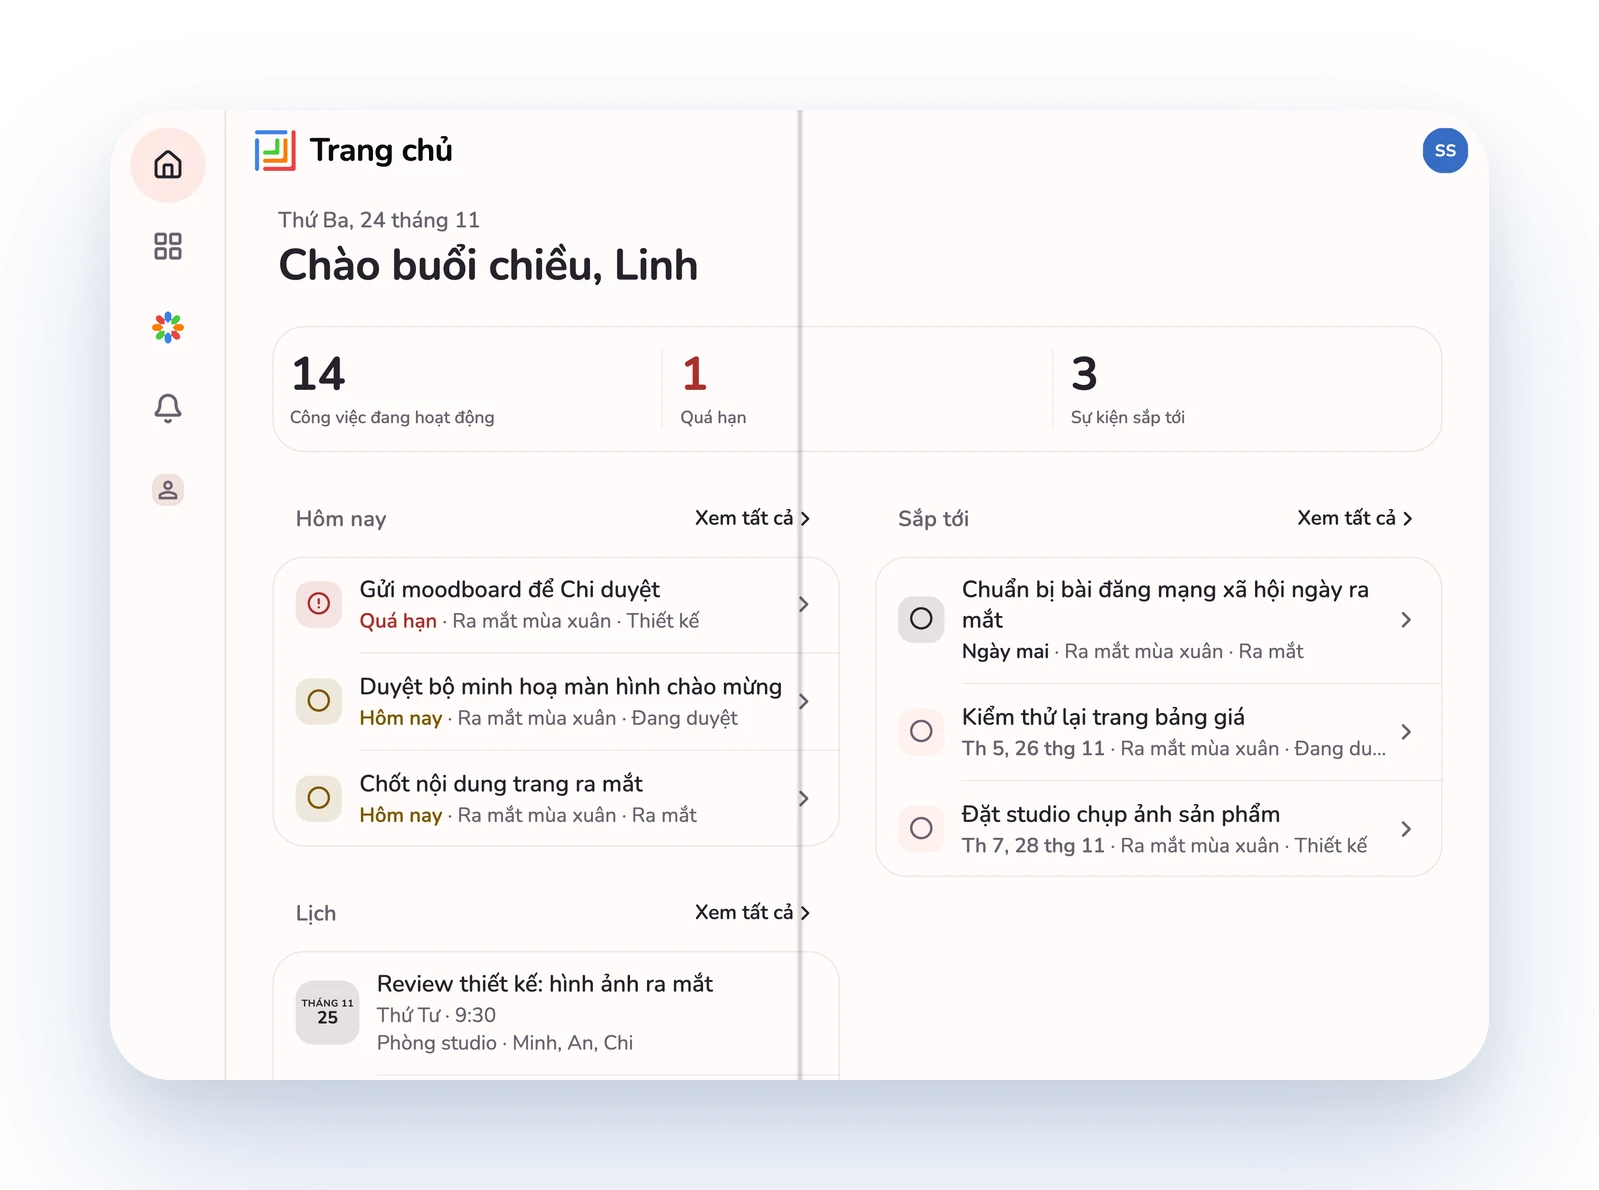 Trang chủ
SS
Thứ Ba, 24 tháng 11
Chào buổi chiều, Linh
14
Công việc đang hoạt động
1
Quá hạn
3
Sự kiện sắp tới
Hôm nay
Xem tất cả
Gửi moodboard để Chi duyệt
Quá hạn · Ra mắt mùa xuân · Thiết kế
Duyệt bộ minh hoạ màn hình chào mừng
Hôm nay · Ra mắt mùa xuân · Đang duyệt
Chốt nội dung trang ra mắt
Hôm nay · Ra mắt mùa xuân · Ra mắt
Sắp tới
Xem tất cả
Chuẩn bị bài đăng mạng xã hội ngày ra
mắt
Ngày mai · Ra mắt mùa xuân · Ra mắt
Kiểm thử lại trang bảng giá
Th 5, 26 thg 11 · Ra mắt mùa xuân · Đang du...
Đặt studio chụp ảnh sản phẩm
Th 7, 28 thg 11 · Ra mắt mùa xuân · Thiết kế
Lịch
Xem tất cả
THÁNG 11
25
Review thiết kế: hình ảnh ra mắt
Thứ Tư · 9:30
Phòng studio · Minh, An, Chi